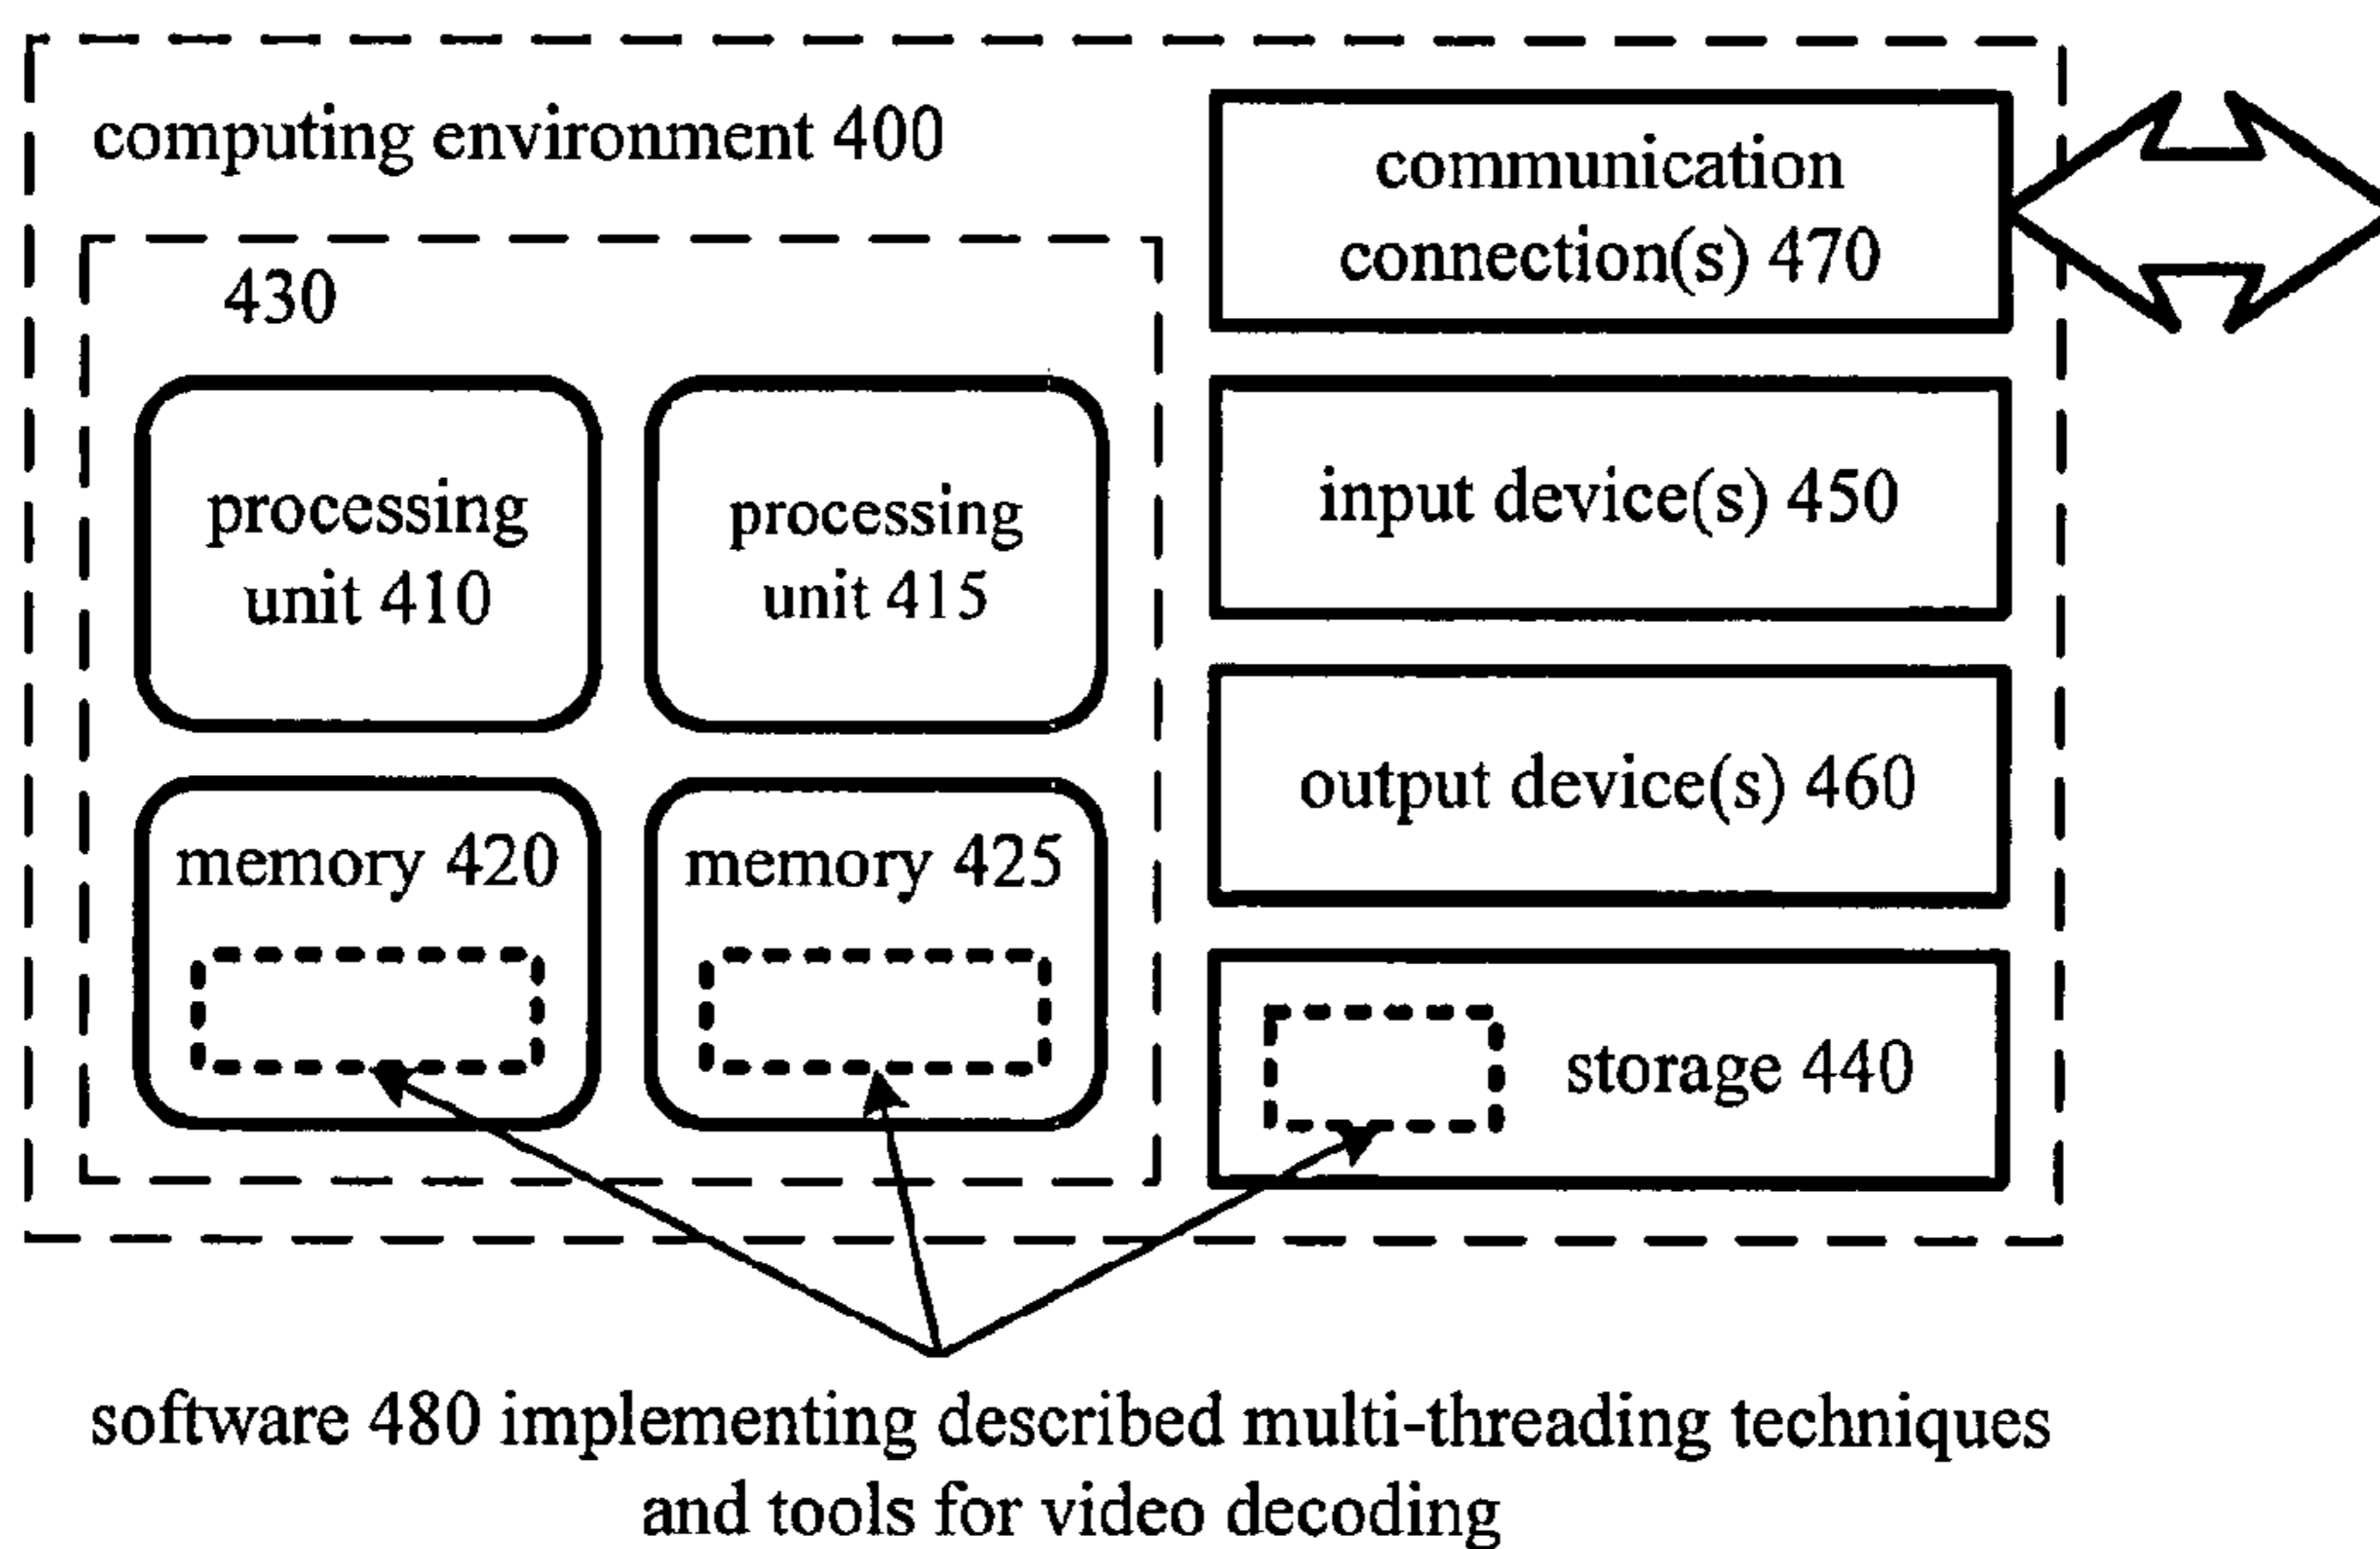 computing environment 400
430
processing
unit 410
processing
unit 415
memory 420
memory 425
communication
connection(s) 470
input device(s) 450
output device(s) 460
storage 440
software 480 implementing described multi-threading techniques
and tools for video decoding